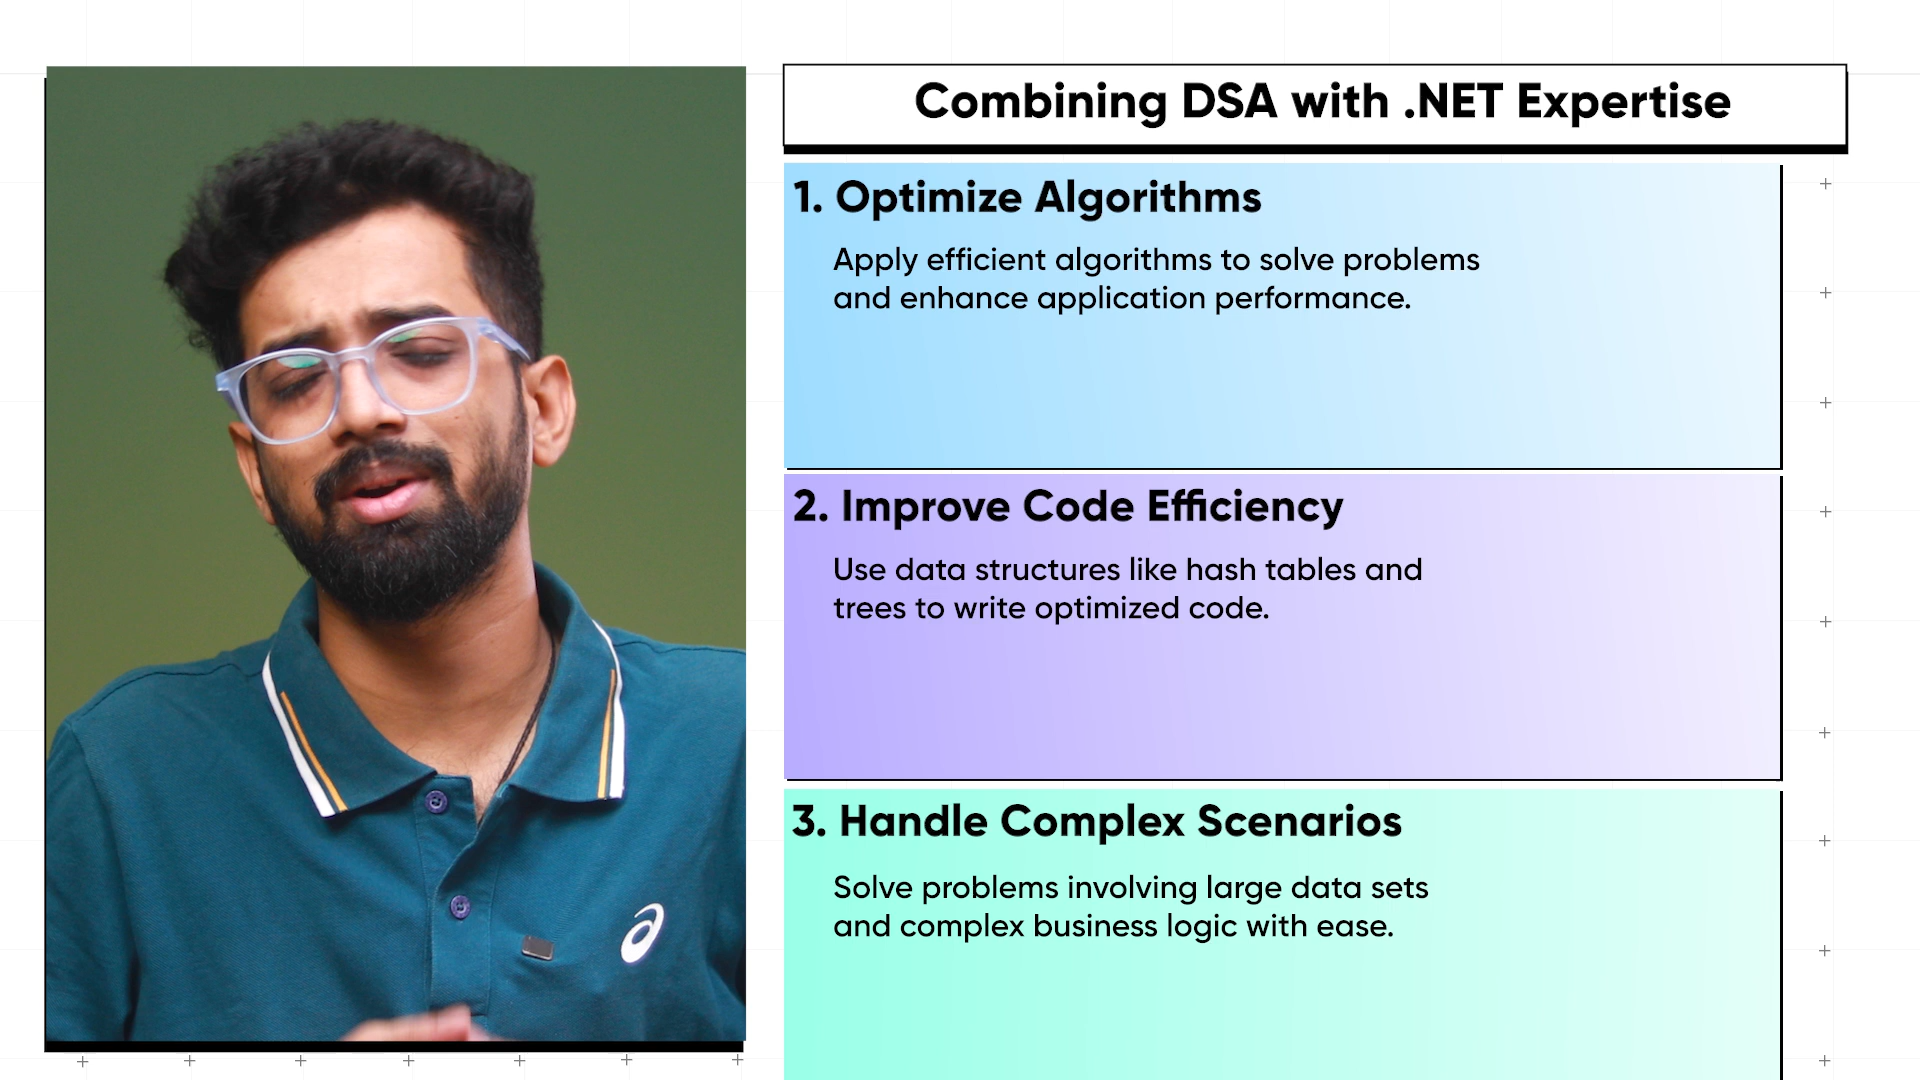 Combining DSA with .NET Expertise
1. Optimize Algorithms
Apply efficient algorithms to solve problems
and enhance application performance.
2. Improve Code Efficiency
Use data structures like hash tables and
trees to write optimized code.
3. Handle Complex Scenarios
Solve problems involving large data sets
and complex business logic with ease.